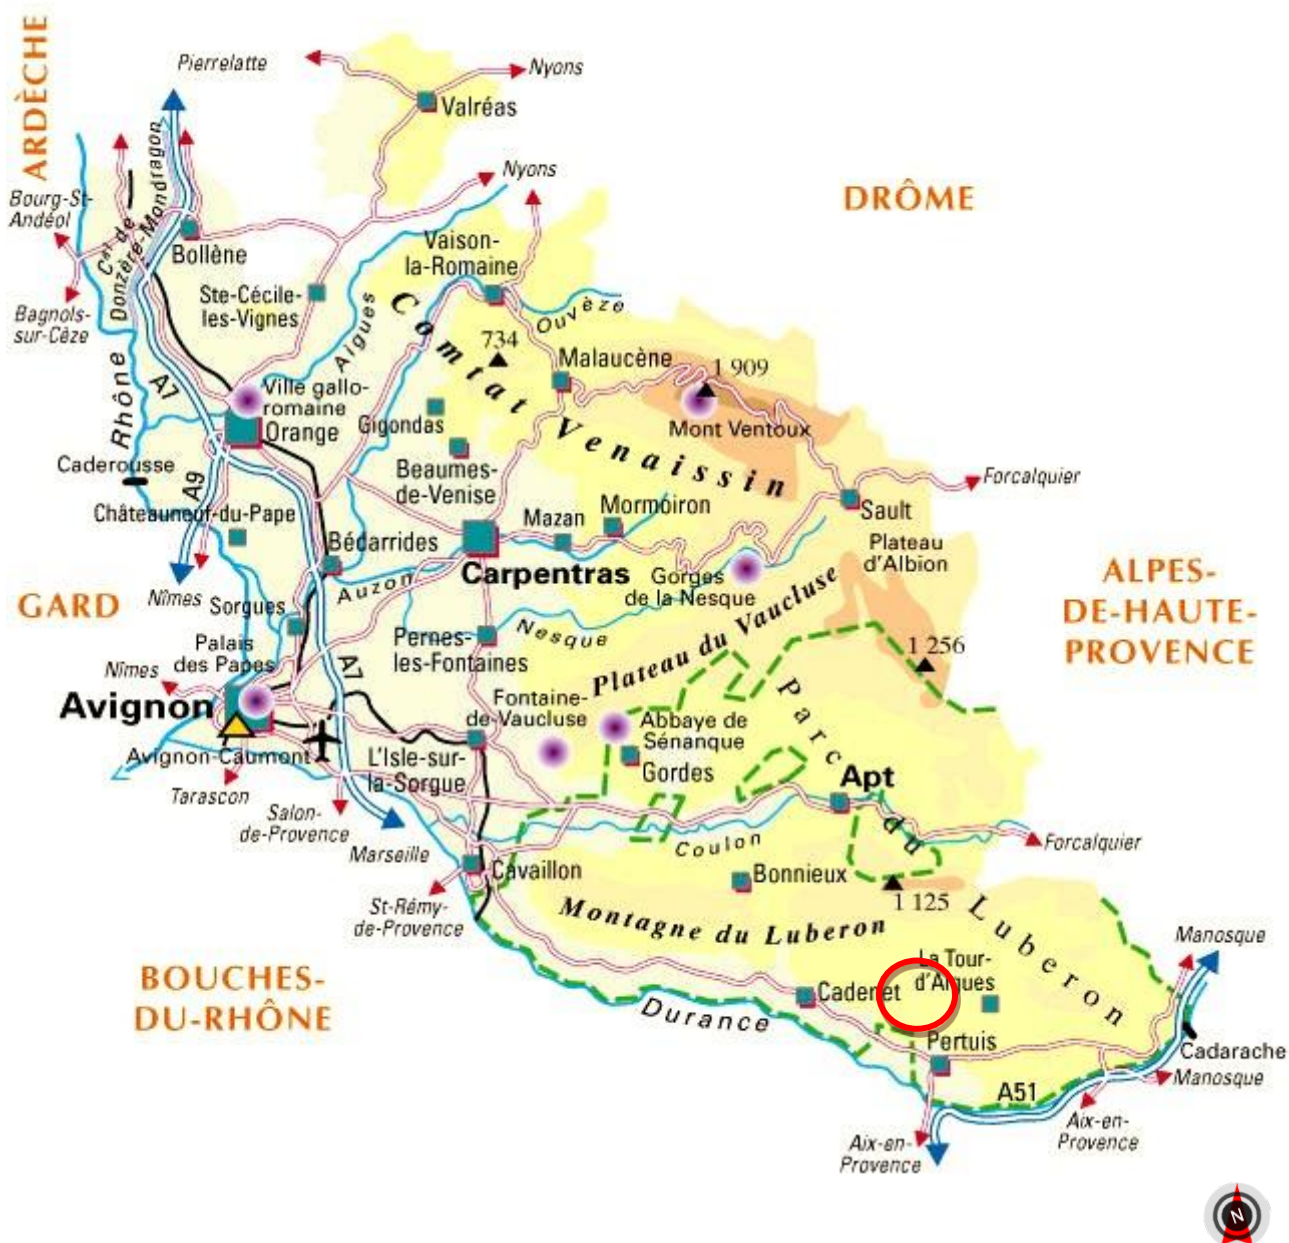 ARDÈCHE
Pierrelatte
Nyons
Valréas
Nyons
DRÔME
Bourg-St-
Andéol
Cal de
Donzère-Mondragon
Bollène
Vaison-
la-Romaine
Ste-Cécile-
les-Vignes
Bagnols-
sur-Cèze
Aigues
Ouvèze
Comtat Venaissin
734
Malaucène
1 909
Mont Ventoux
A7
Rhône
Ville gallo-
romaine
Orange
Gigondas
Caderousse
Beaumes-
de-Venise
A9
Forcalquier
Châteauneuf-du-Pape
Mazan
Mormoiron
Sault
Bédarrides
Plateau
d'Albion
Carpentras
Gorges
de la Nesque
ALPES-
DE-HAUTE-
PROVENCE
Auzon
GARD
Nîmes
Sorgues
Nesque
Pernes-
les-Fontaines
Plateau du Vaucluse
1 256
Palais
des Papes
Nîmes
A7
Avignon
Fontaine-
de-Vaucluse
Abbaye de
Sénanque
Gordes
Parc du Luberon
Avignon-Caumont
L'Isle-sur-
la-Sorgue
Apt
Tarascon
Salon-
de-Provence
Marseille
Coulon
Forcalquier
Cavaillon
Bonnieux
St-Rémy-
de-Provence
1 125
Montagne du Luberon
Manosque
BOUCHES-
DU-RHÔNE
La Tour-
d'Aigues
Cadenet
Durance
Pertuis
Cadarache
Manosque
A51
Aix-en-
Provence
Aix-en-
Provence
N